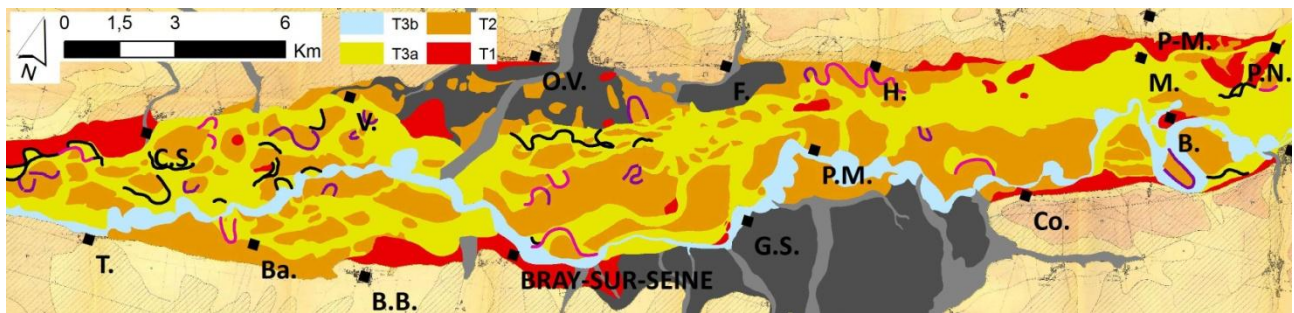 0 1,5 3 6
Km
N
T3b T2
T3a T1
O.V.
F.
H.
P-M.
M.
P.N.
V.
C.S.
B.
P.M.
Co.
G.S.
T.
Ba.
B.B.
BRAY-SUR-SEINE